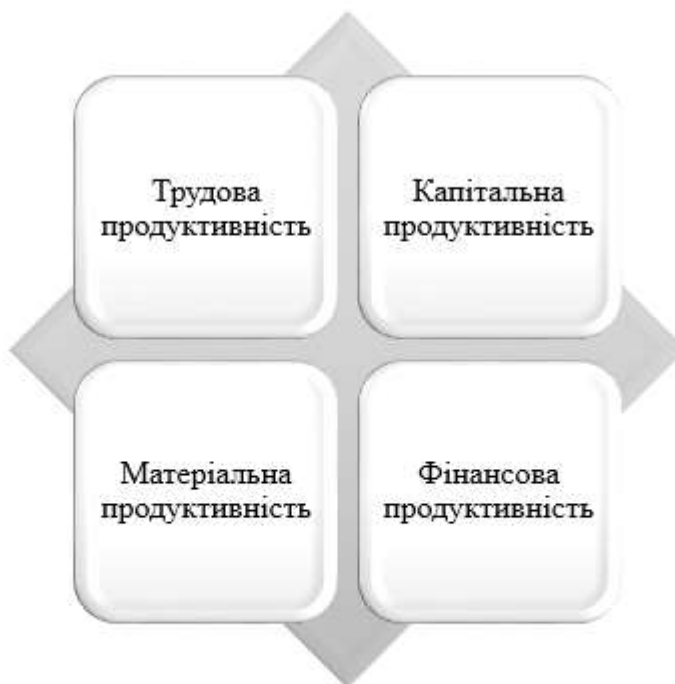 Трудова
продуктивність
Капітальна
продуктивність
Матеріальна
продуктивність
Фінансова
продуктивність